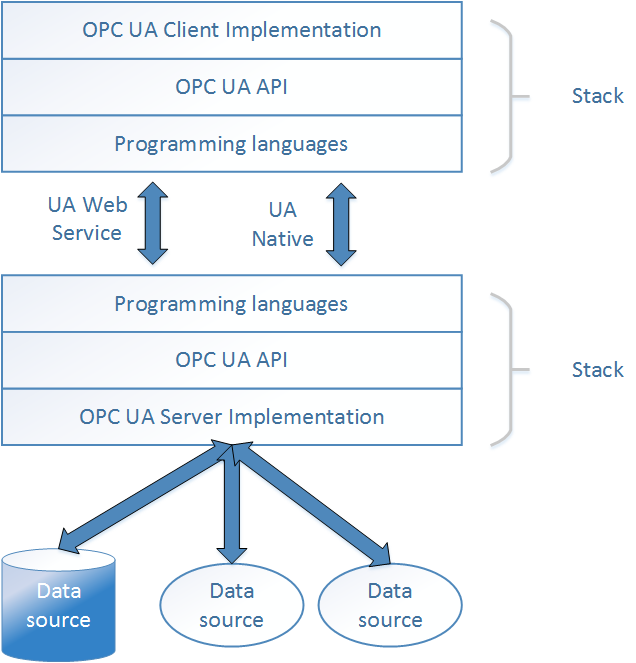 OPC UA Client Implementation
OPC UA API
Stack
Programming languages
UA Web
Service
UA
Native
Programming languages
OPC UA API
Stack
OPC UA Server Implementation
Data
source
Data
source
Data
source